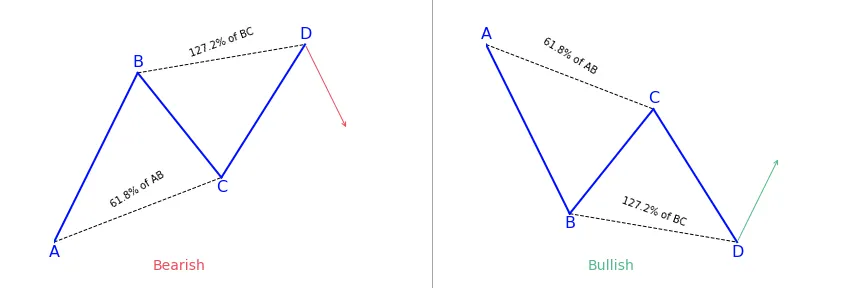 127.2% of BC
D
B
61.8% of AB
C
A
Bearish
A
61.8% of AB
C
127.2% of BC
B
D
Bullish